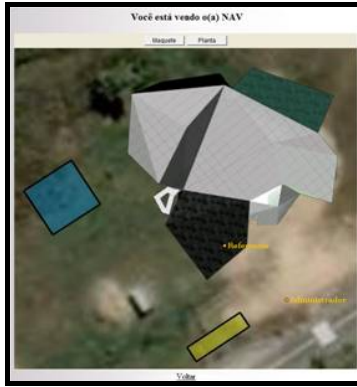 Você está vendo o(a) NAV
Maquete Planta
Refeitório
Administrador
Voltar